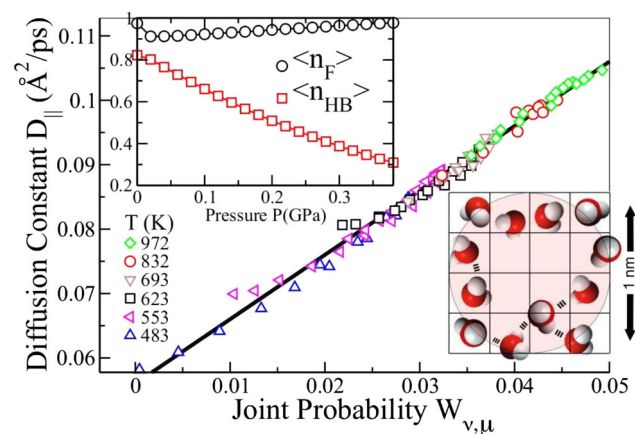 Diffusion Constant D|| (Å²/ps)
0.11
0.1
0.09
0.08
0.07
0.06
1
0.8
0.6
0.4
0.2
<n_F>
<n_HB>
0 0.1 0.2 0.3
Pressure P(GPa)
T (K)
972
832
693
623
553
483
1 nm
0 0.01 0.02 0.03 0.04 0.05
Joint Probability W_ν,μ